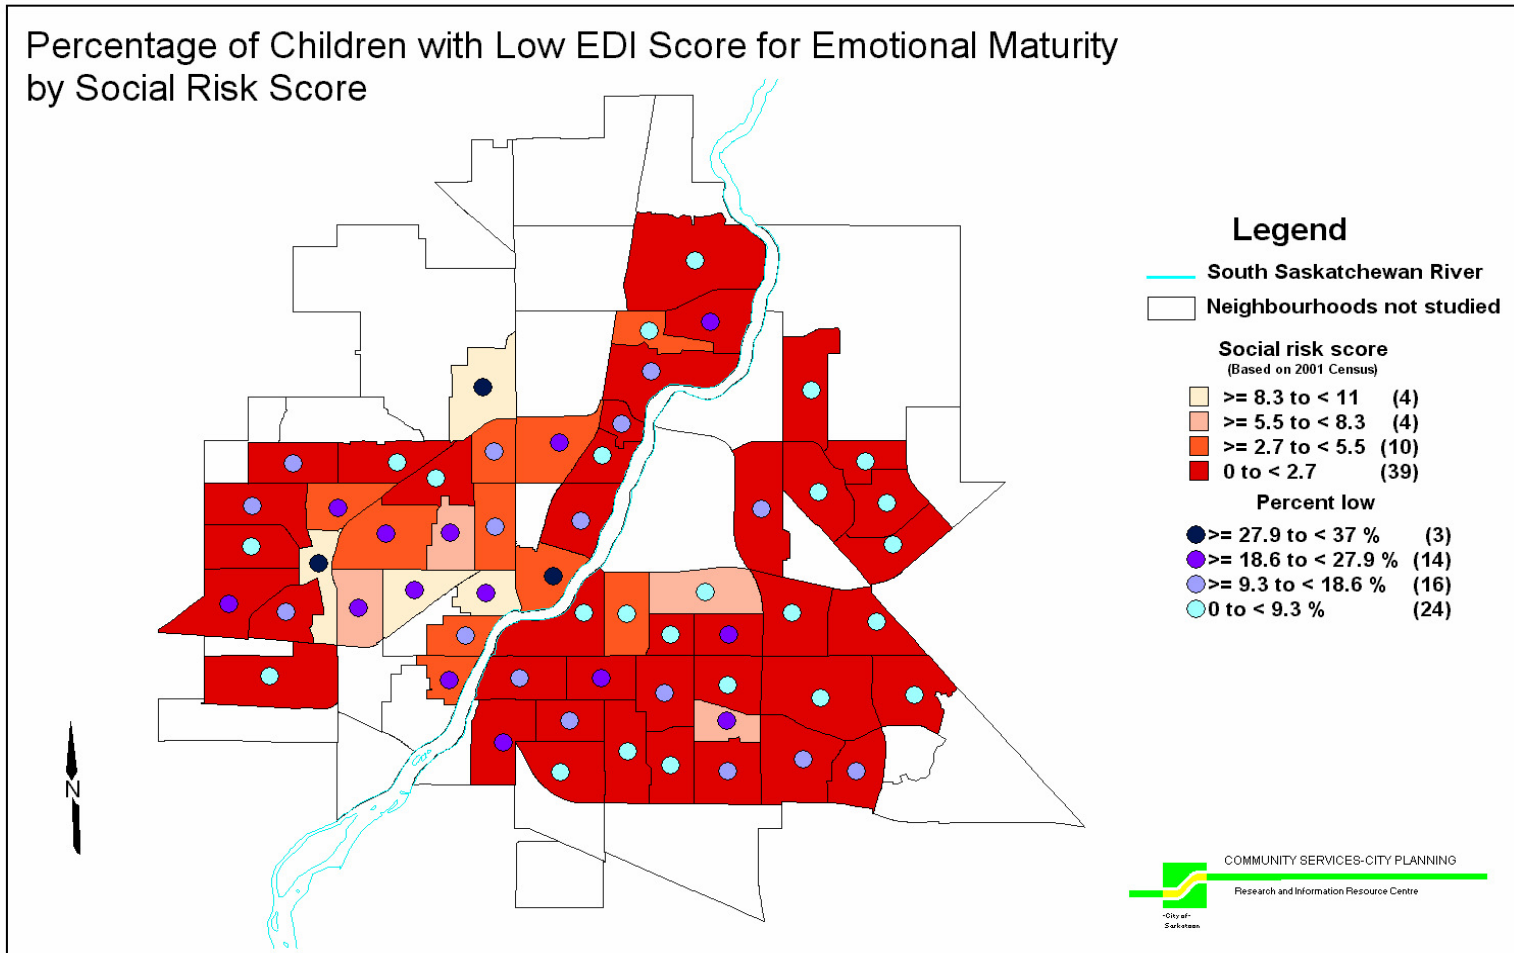 Percentage of Children with Low EDI Score for Emotional Maturity
by Social Risk Score
Legend
South Saskatchewan River
Neighbourhoods not studied
Social risk score
(Based on 2001 Census)
>= 8.3 to < 11 (4)
>= 5.5 to < 8.3 (4)
>= 2.7 to < 5.5 (10)
0 to < 2.7 (39)
Percent low
>= 27.9 to < 37 % (3)
>= 18.6 to < 27.9 % (14)
>= 9.3 to < 18.6 % (16)
0 to < 9.3 % (24)
N
COMMUNITY SERVICES-CITY PLANNING
Research and Information Resource Centre
-City of-
Saskatoon